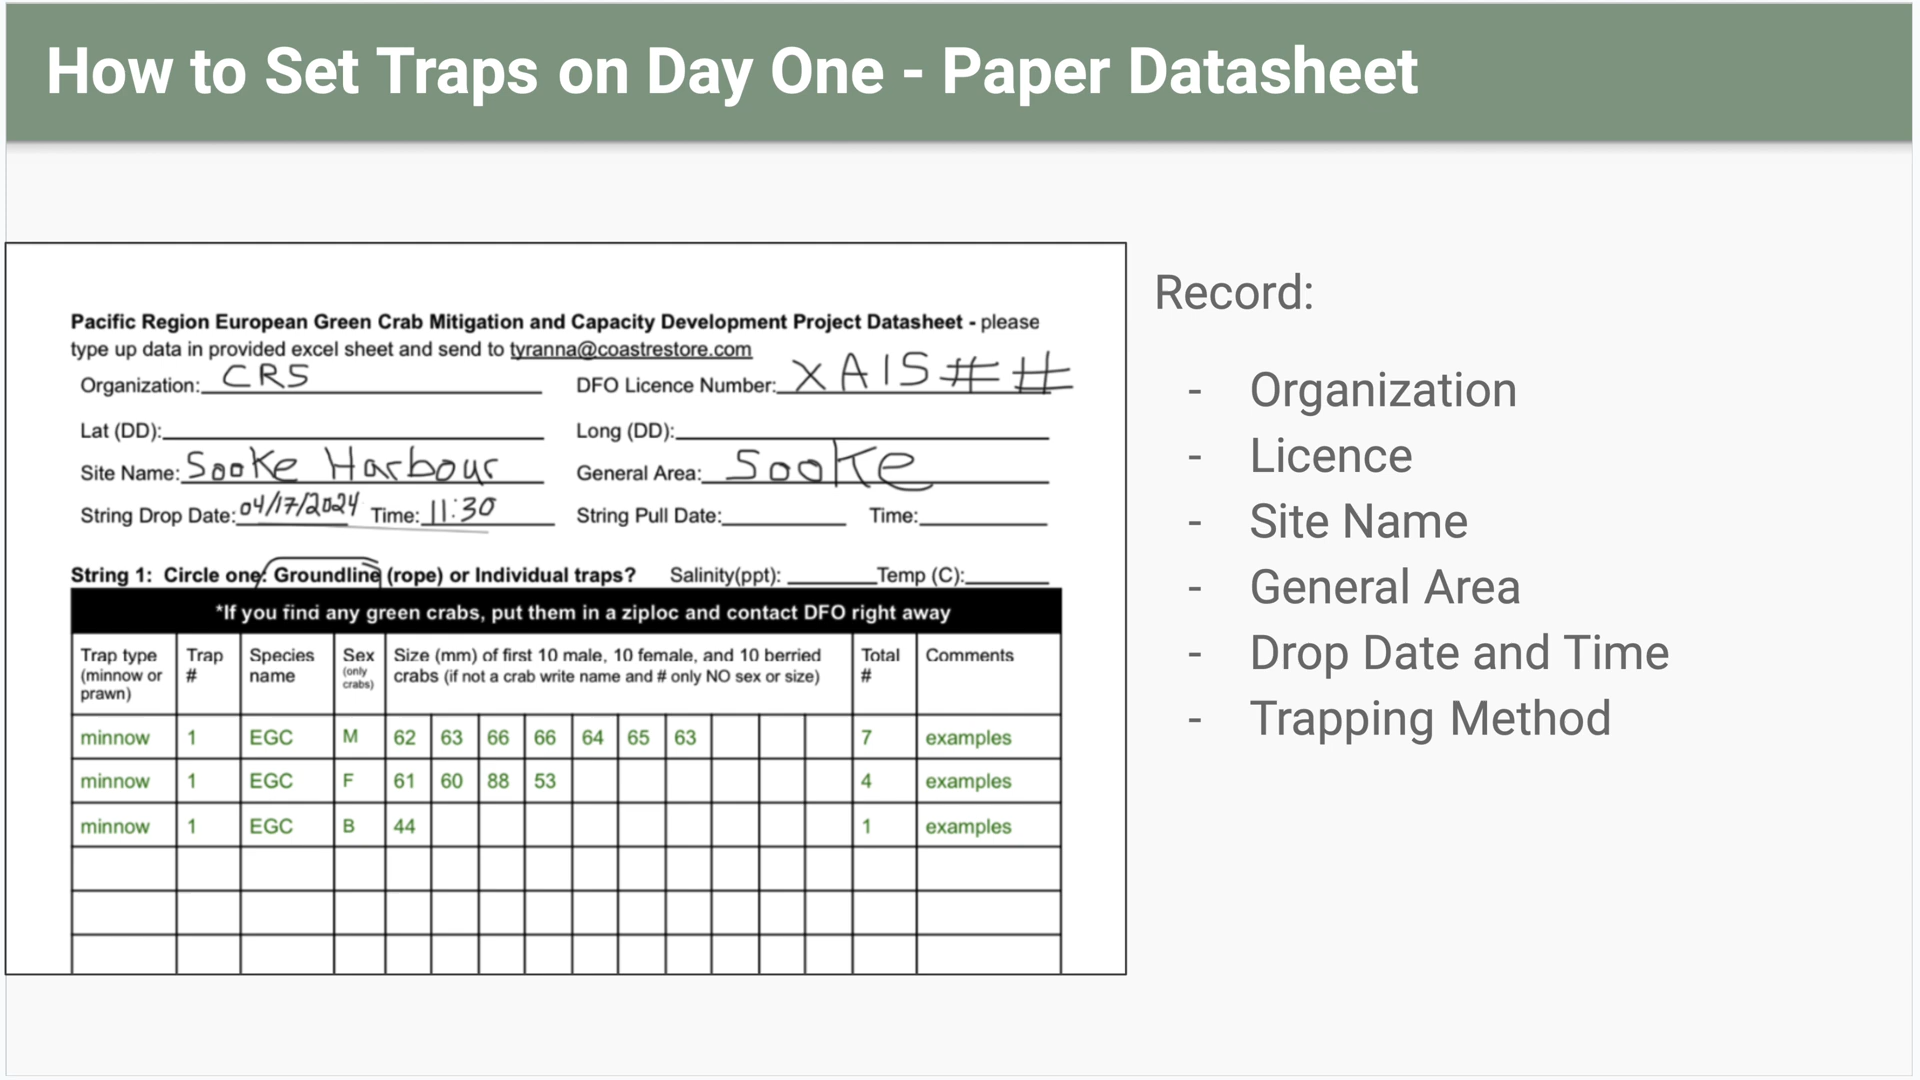 How to Set Traps on Day One - Paper Datasheet
Pacific Region European Green Crab Mitigation and Capacity Development Project Datasheet - please
type up data in provided excel sheet and send to tyranna@coastrestore.com
Organization: CRS DFO Licence Number: XAIS##
Lat (DD): Long (DD):
Site Name: Sooke Harbour General Area: Sooke
String Drop Date: 04/17/2024 Time: 11:30 String Pull Date: Time:
String 1: Circle one: Groundline (rope) or Individual traps? Salinity(ppt): Temp (C):
*If you find any green crabs, put them in a ziploc and contact DFO right away
Trap type (minnow or prawn) Trap # Species name Sex (only crabs) Size (mm) of first 10 male, 10 female, and 10 berried crabs (if not a crab write name and # only NO sex or size) Total # Comments
minnow 1 EGC M 62 63 66 66 64 65 63 7 examples
minnow 1 EGC F 61 60 88 53 4 examples
minnow 1 EGC B 44 1 examples
Record:
- Organization
- Licence
- Site Name
- General Area
- Drop Date and Time
- Trapping Method